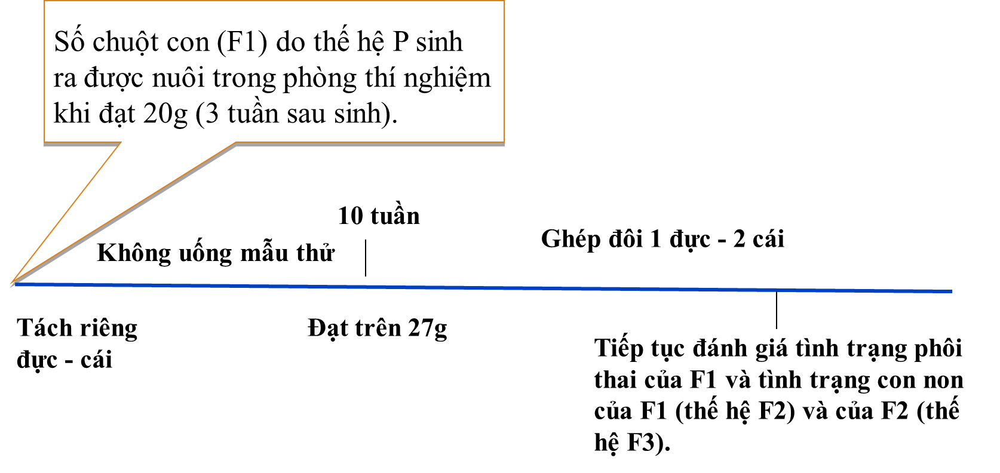 Số chuột con (F1) do thế hệ P sinh
ra được nuôi trong phòng thí nghiệm
khi đạt 20g (3 tuần sau sinh).
10 tuần
Ghép đôi 1 đực - 2 cái
Không uống mẫu thử
Tách riêng
đực - cái
Đạt trên 27g
Tiếp tục đánh giá tình trạng phôi
thai của F1 và tình trạng con non
của F1 (thế hệ F2) và của F2 (thế
hệ F3).